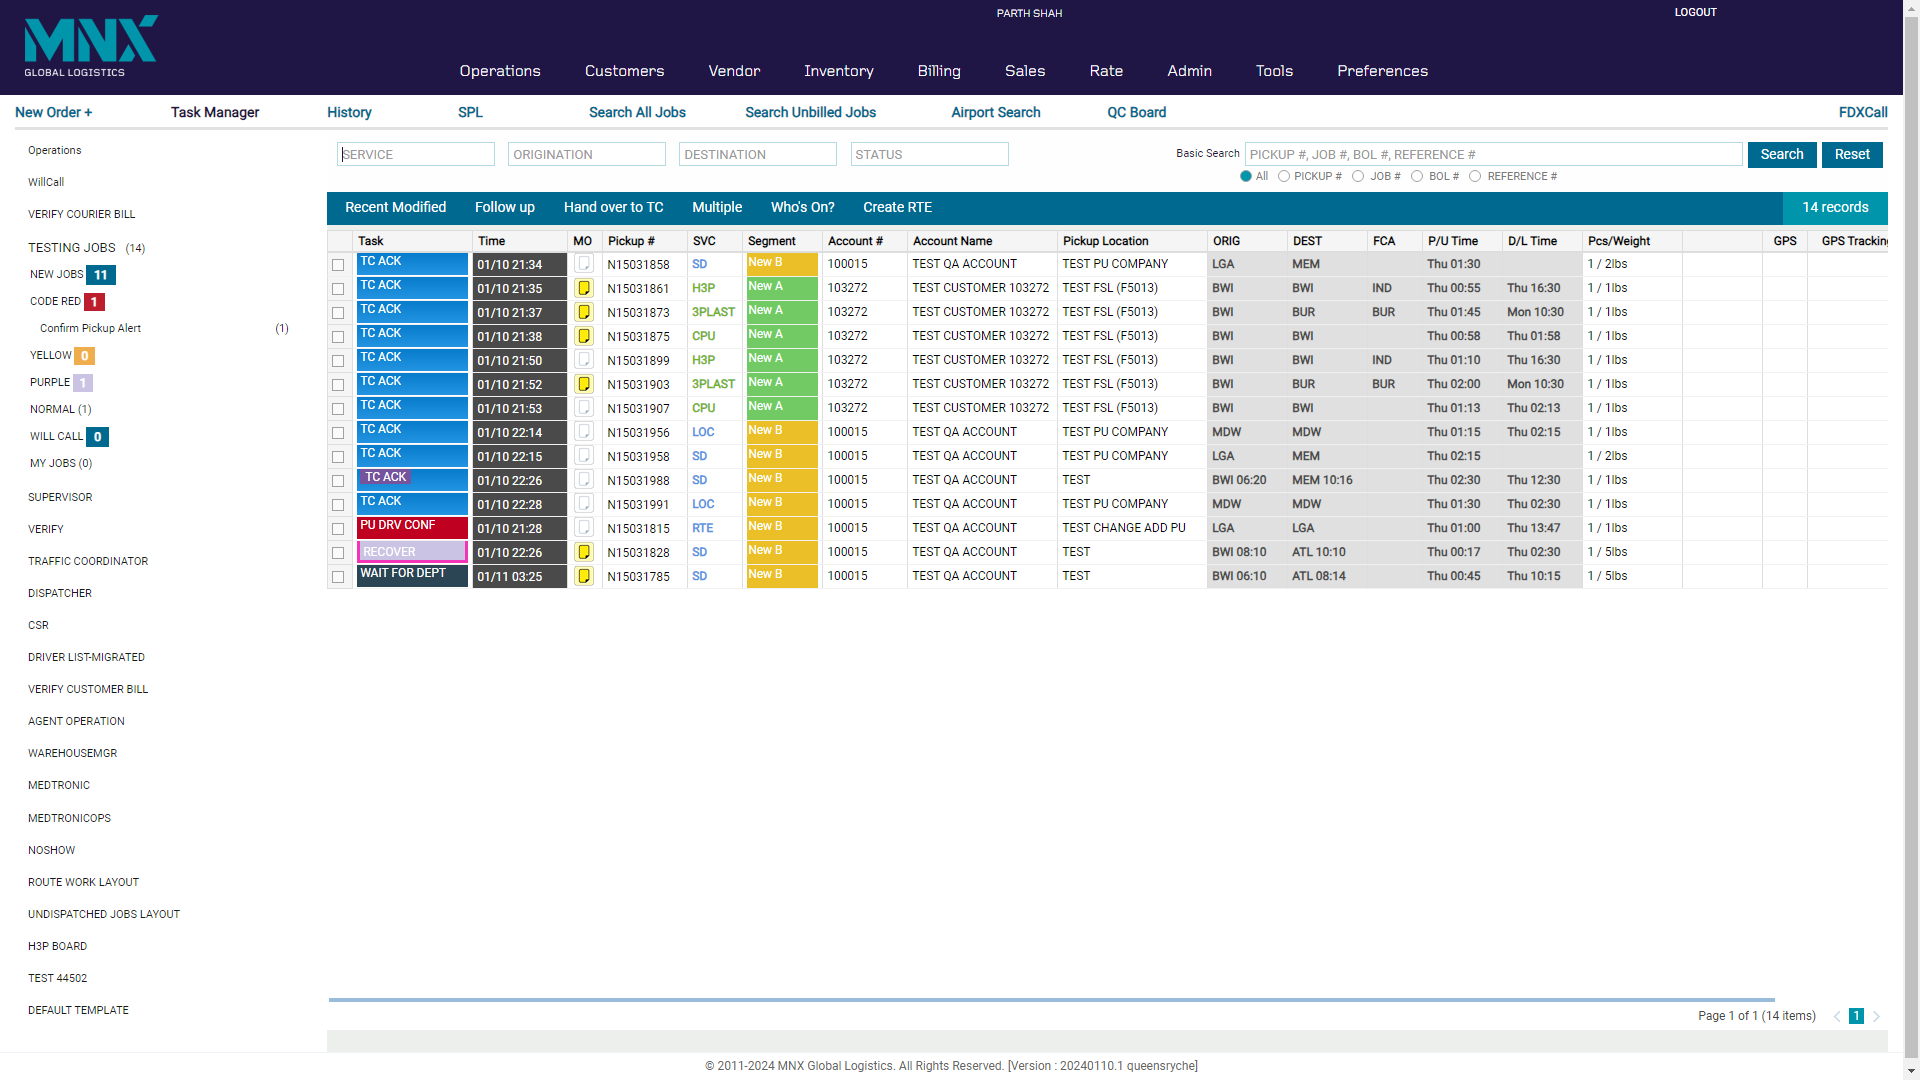 MNX
GLOBAL LOGISTICS
PARTH SHAH
LOGOUT
Operations Customers Vendor Inventory Billing Sales Rate Admin Tools Preferences
New Order + Task Manager History SPL Search All Jobs Search Unbilled Jobs Airport Search QC Board FDXCall
Operations
WillCall
VERIFY COURIER BILL
TESTING JOBS (14)
NEW JOBS 11
CODE RED 1
Confirm Pickup Alert (1)
YELLOW 0
PURPLE 1
NORMAL (1)
WILL CALL 0
MY JOBS (0)
SUPERVISOR
VERIFY
TRAFFIC COORDINATOR
DISPATCHER
CSR
DRIVER LIST-MIGRATED
VERIFY CUSTOMER BILL
AGENT OPERATION
WAREHOUSEMGR
MEDTRONIC
MEDTRONICOPS
NOSHOW
ROUTE WORK LAYOUT
UNDISPATCHED JOBS LAYOUT
H3P BOARD
TEST 44502
DEFAULT TEMPLATE
SERVICE ORIGINATION DESTINATION STATUS Basic Search PICKUP #, JOB #, BOL #, REFERENCE # Search Reset
All PICKUP # JOB # BOL # REFERENCE #
Recent Modified Follow up Hand over to TC Multiple Who's On? Create RTE 14 records
Task Time MO Pickup # SVC Segment Account # Account Name Pickup Location ORIG DEST FCA P/U Time D/L Time Pcs/Weight GPS GPS Tracking
TC ACK 01/10 21:34 N15031858 SD New B 100015 TEST QA ACCOUNT TEST PU COMPANY LGA MEM Thu 01:30 1 / 2lbs
TC ACK 01/10 21:35 N15031861 H3P New A 103272 TEST CUSTOMER 103272 TEST FSL (F5013) BWI BWI IND Thu 00:55 Thu 16:30 1 / 1lbs
TC ACK 01/10 21:37 N15031873 3PLAST New A 103272 TEST CUSTOMER 103272 TEST FSL (F5013) BWI BUR BUR Thu 01:45 Mon 10:30 1 / 1lbs
TC ACK 01/10 21:38 N15031875 CPU New A 103272 TEST CUSTOMER 103272 TEST FSL (F5013) BWI BWI Thu 00:58 Thu 01:58 1 / 1lbs
TC ACK 01/10 21:50 N15031899 H3P New A 103272 TEST CUSTOMER 103272 TEST FSL (F5013) BWI BWI IND Thu 01:10 Thu 16:30 1 / 1lbs
TC ACK 01/10 21:52 N15031903 3PLAST New A 103272 TEST CUSTOMER 103272 TEST FSL (F5013) BWI BUR BUR Thu 02:00 Mon 10:30 1 / 1lbs
TC ACK 01/10 21:53 N15031907 CPU New A 103272 TEST CUSTOMER 103272 TEST FSL (F5013) BWI BWI Thu 01:13 Thu 02:13 1 / 1lbs
TC ACK 01/10 22:14 N15031956 LOC New B 100015 TEST QA ACCOUNT TEST PU COMPANY MDW MDW Thu 01:15 Thu 02:15 1 / 1lbs
TC ACK 01/10 22:15 N15031958 SD New B 100015 TEST QA ACCOUNT TEST PU COMPANY LGA MEM Thu 02:15 1 / 2lbs
TC ACK 01/10 22:26 N15031988 SD New B 100015 TEST QA ACCOUNT TEST BWI 06:20 MEM 10:16 Thu 02:30 Thu 12:30 1 / 1lbs
TC ACK 01/10 22:28 N15031991 LOC New B 100015 TEST QA ACCOUNT TEST PU COMPANY MDW MDW Thu 01:30 Thu 02:30 1 / 1lbs
PU DRV CONF 01/10 21:28 N15031815 RTE New B 100015 TEST QA ACCOUNT TEST CHANGE ADD PU LGA LGA Thu 01:00 Thu 13:47 1 / 1lbs
RECOVER 01/10 22:26 N15031828 SD New B 100015 TEST QA ACCOUNT TEST BWI 08:10 ATL 10:10 Thu 00:17 Thu 02:30 1 / 5lbs
WAIT FOR DEPT 01/11 03:25 N15031785 SD New B 100015 TEST QA ACCOUNT TEST BWI 06:10 ATL 08:14 Thu 00:45 Thu 10:15 1 / 5lbs
Page 1 of 1 (14 items) 1
© 2011-2024 MNX Global Logistics. All Rights Reserved. [Version : 20240110.1 queensryche]